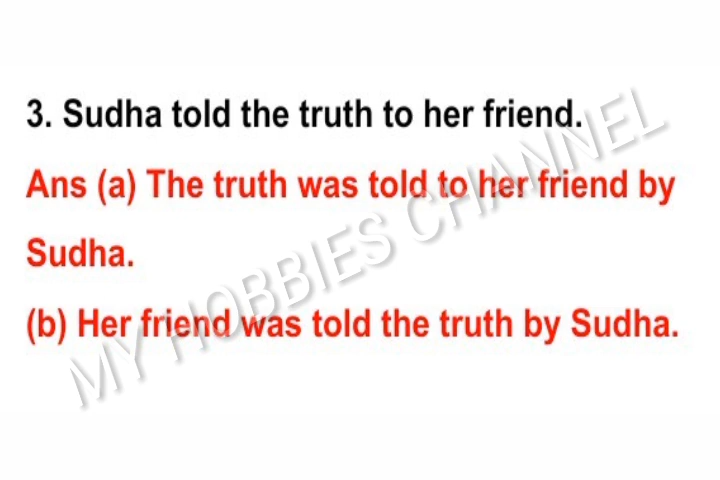 3. Sudha told the truth to her friend.
Ans (a) The truth was told to her friend by
Sudha.
(b) Her friend was told the truth by Sudha.
MY HOBBIES CHANNEL